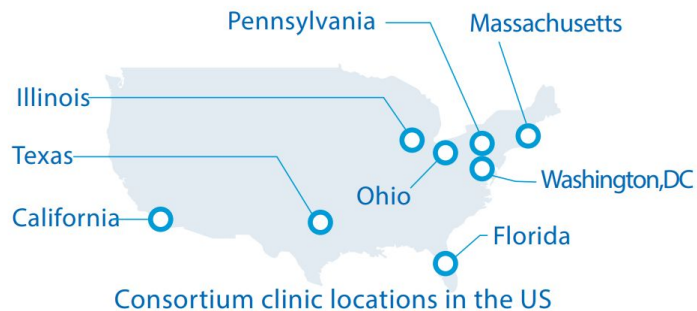 Pennsylvania
Massachusetts
Illinois
Texas
Ohio
Washington,DC
California
Florida
Consortium clinic locations in the US